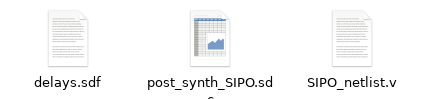 delays.sdf
post_synth_SIPO.sd
c
SIPO_netlist.v